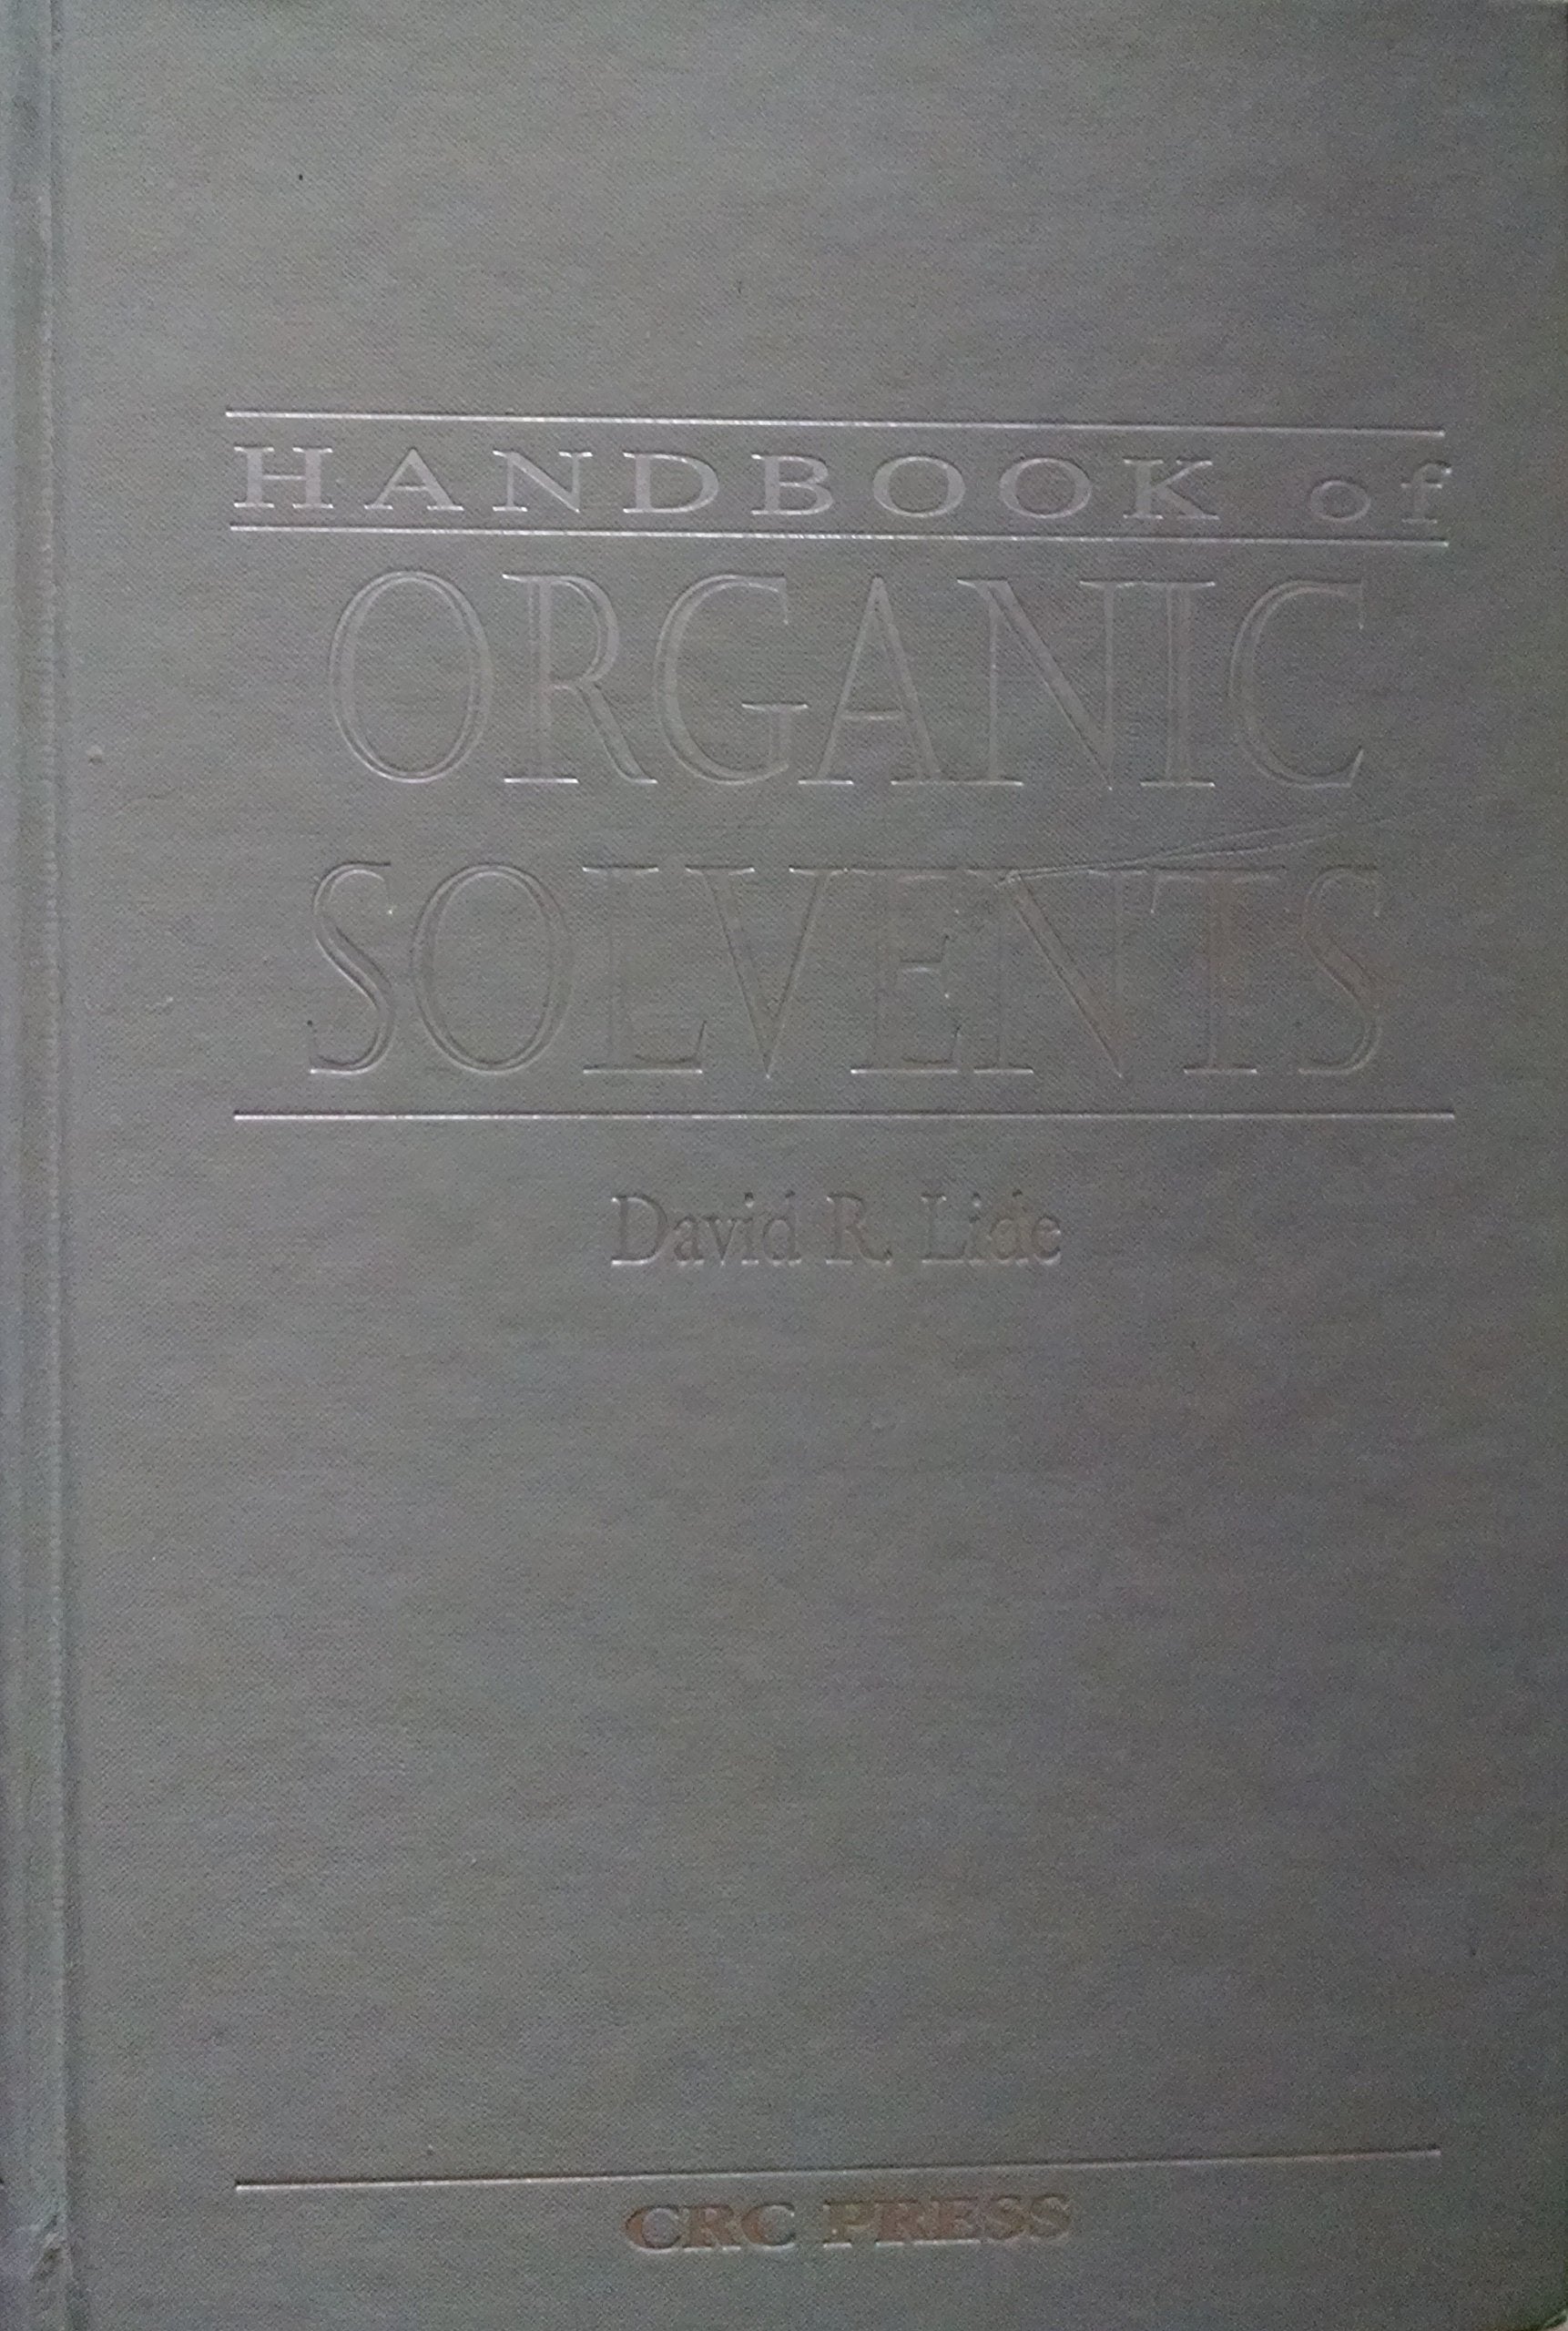 HANDBOOK of
ORGANIC
SOLVENTS
David R. Lide
CRC PRESS